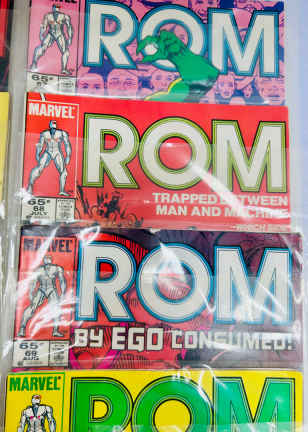 ROM
65¢
MARVEL
ROM
65¢
68
JULY
TRAPPED BETWEEN
MAN AND MACHINE
MARVEL
ROM
65¢
69
AUG
BY EGO CONSUMED!
MARVEL
ROM